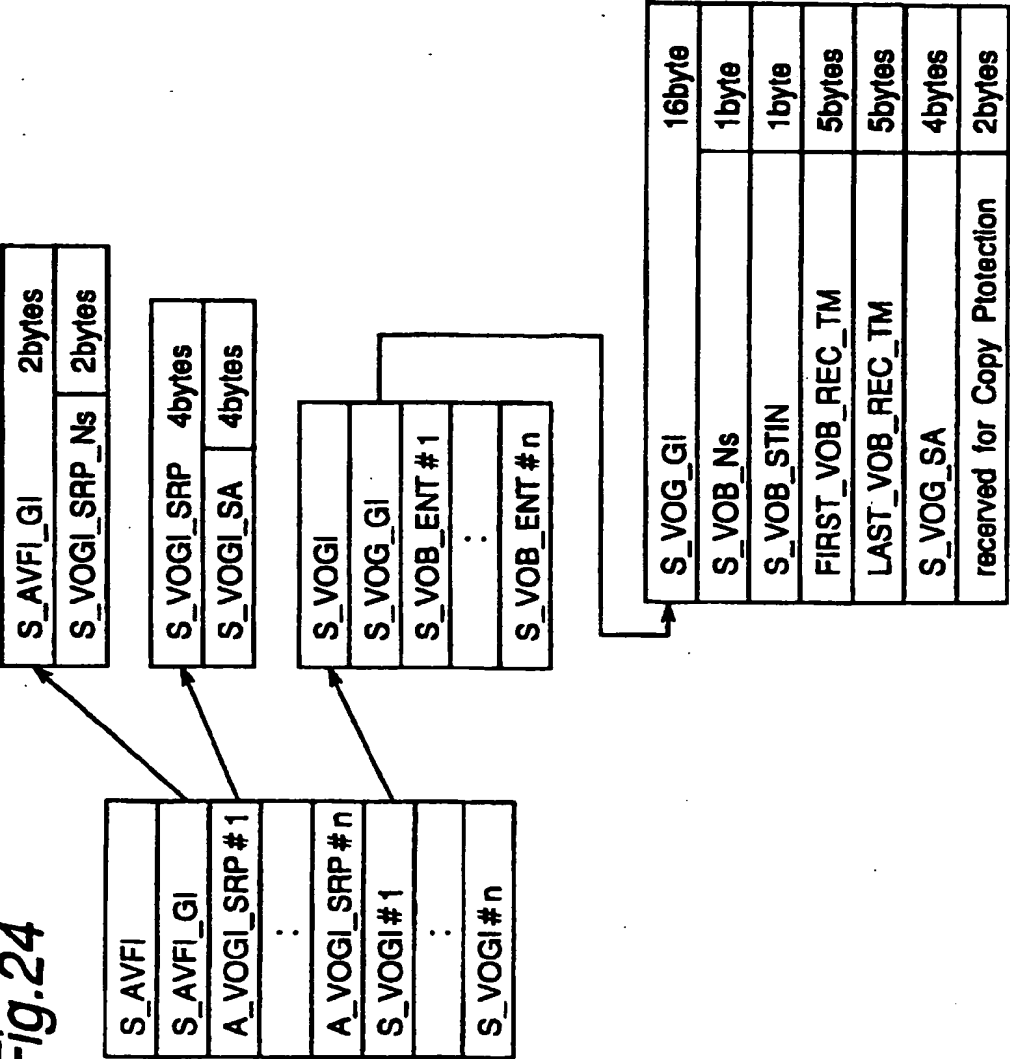 Fig.24
S_AVFI
S_AVFI_GI
A_VOGI_SRP#1
:
A_VOGI_SRP#n
S_VOGI#1
:
S_VOGI#n
S_AVFI_GI 2bytes
S_VOGI_SRP_Ns 2bytes
S_VOGI_SRP 4bytes
S_VOGI_SA 4bytes
S_VOGI
S_VOG_GI
S_VOB_ENT#1
:
S_VOB_ENT#n
S_VOG_GI 16byte
S_VOB_Ns 1byte
S_VOB_STIN 1byte
FIRST_VOB_REC_TM 5bytes
LAST_VOB_REC_TM 5bytes
S_VOG_SA 4bytes
recerved for Copy Ptotection 2bytes